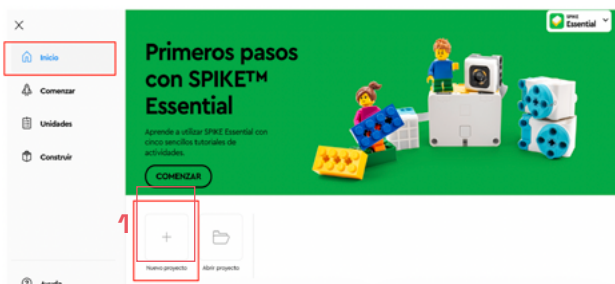 Inicio
Comenzar
Unidades
Construir
Ayuda
SPIKE
Essential
Primeros pasos
con SPIKE™
Essential
Aprende a utilizar SPIKE Essential con
cinco sencillos tutoriales de
actividades.
COMENZAR
1
Nuevo proyecto
Abrir proyecto